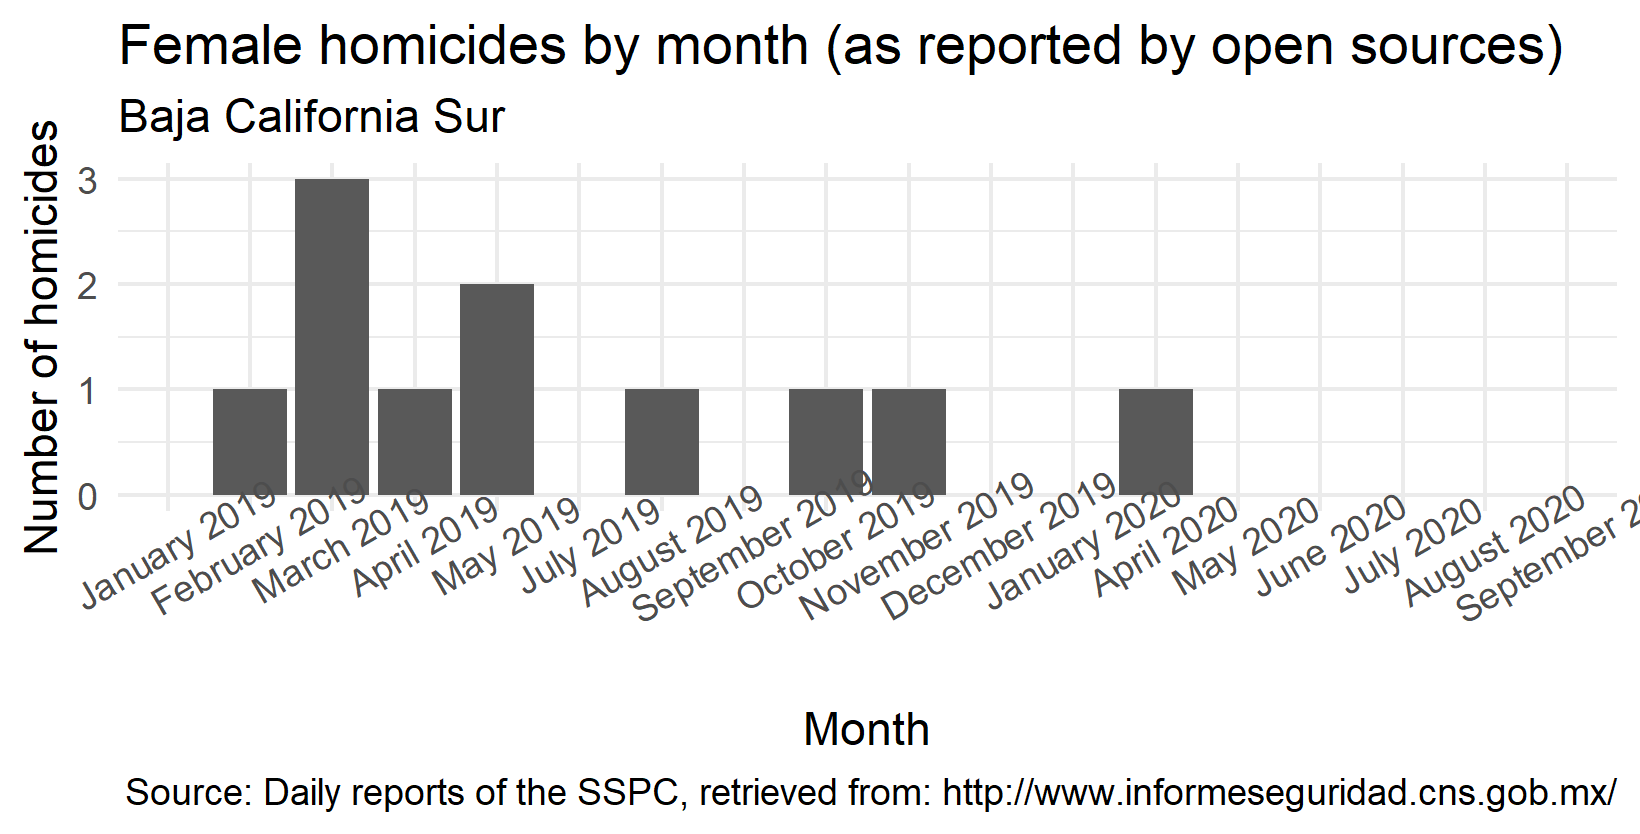 Female homicides by month (as reported by open sources)
Baja California Sur
Number of homicides
3
2
1
0
January 2019
February 2019
March 2019
April 2019
May 2019
July 2019
August 2019
September 2019
October 2019
November 2019
December 2019
January 2020
April 2020
May 2020
June 2020
July 2020
August 2020
September 2
Month
Source: Daily reports of the SSPC, retrieved from: http://www.informeseguridad.cns.gob.mx/